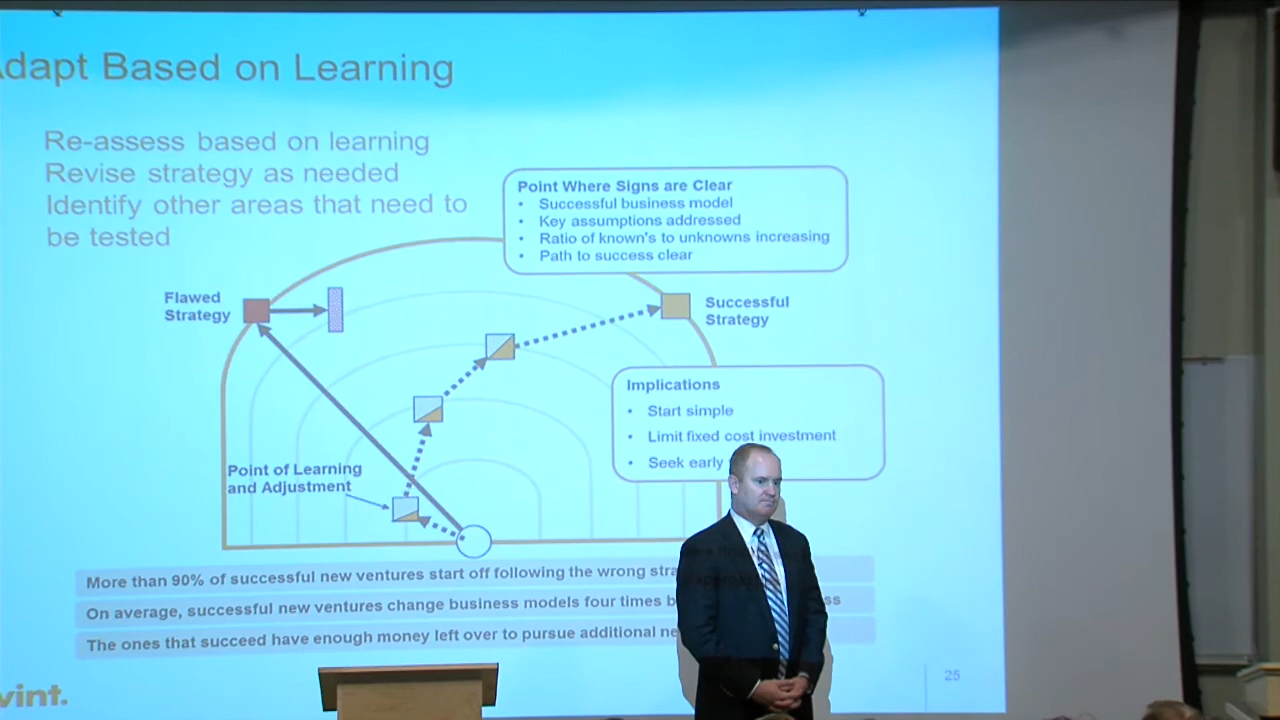 Adapt Based on Learning
Re-assess based on learning
Revise strategy as needed
Identify other areas that need to
be tested
Point Where Signs are Clear
• Successful business model
• Key assumptions addressed
• Ratio of known's to unknowns increasing
• Path to success clear
Flawed
Strategy
Successful
Strategy
Implications
• Start simple
• Limit fixed cost investment
• Seek early
Point of Learning
and Adjustment
More than 90% of successful new ventures start off following the wrong
On average, successful new ventures change business models four times
The ones that succeed have enough money left over to pursue additional
vint.
25